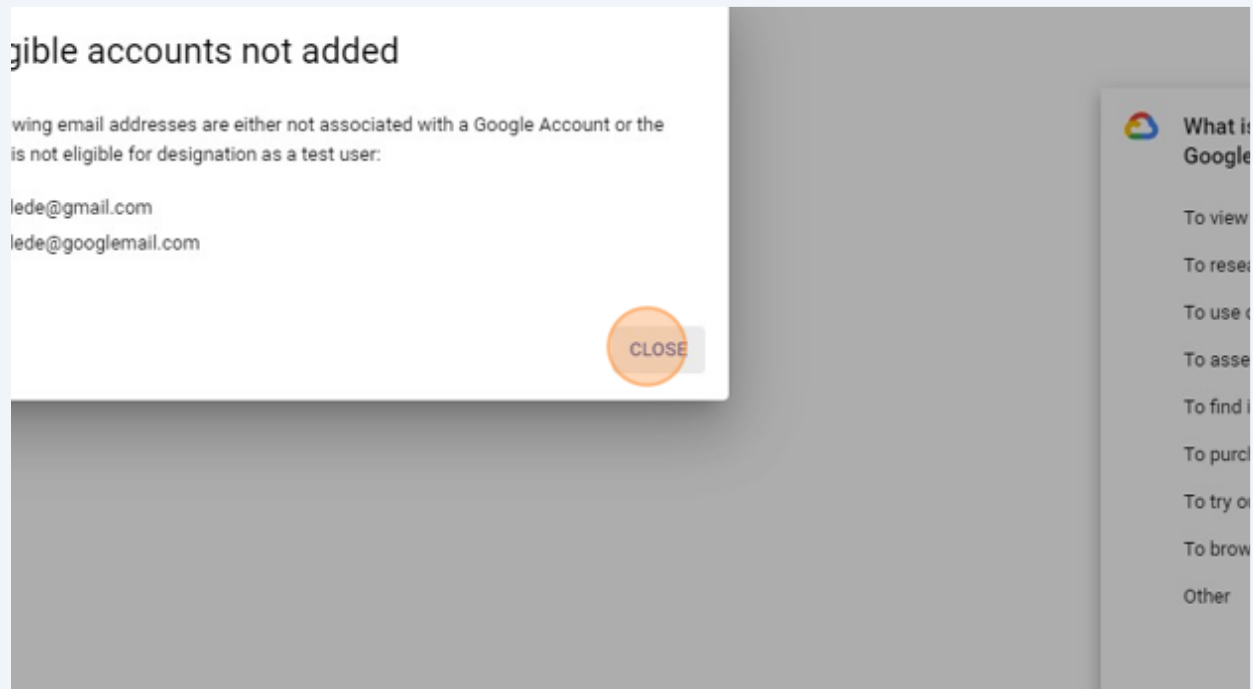 gible accounts not added
wing email addresses are either not associated with a Google Account or the
is not eligible for designation as a test user:
lede@gmail.com
lede@googlemail.com
CLOSE
What is
Google
To view
To resea
To use
To asse
To find i
To purcl
To try o
To brow
Other